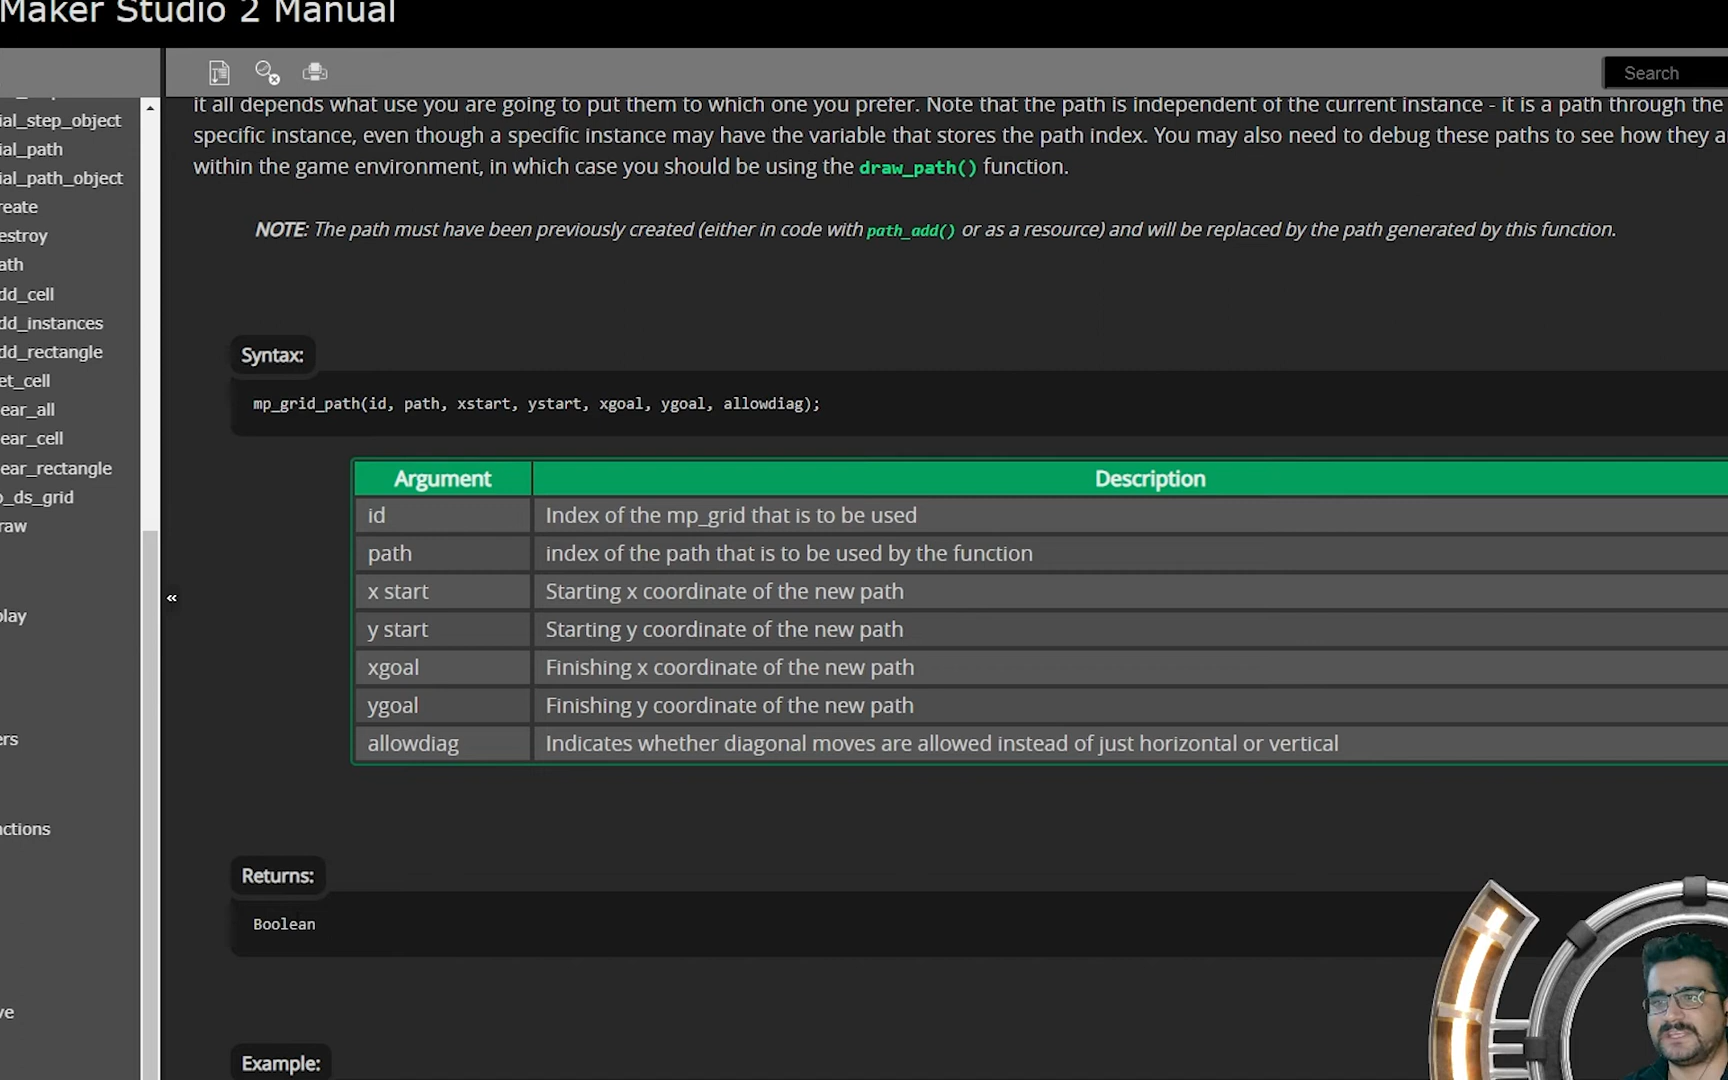 Maker Studio 2 Manual
Search
ial_step_object
ial_path
ial_path_object
reate
estroy
ath
dd_cell
dd_instances
dd_rectangle
et_cell
ear_all
ear_cell
ear_rectangle
o_ds_grid
raw
olay
ers
nctions
ve
«
it all depends what use you are going to put them to which one you prefer. Note that the path is independent of the current instance - it is a path through the
specific instance, even though a specific instance may have the variable that stores the path index. You may also need to debug these paths to see how they a
within the game environment, in which case you should be using the draw_path() function.
NOTE: The path must have been previously created (either in code with path_add() or as a resource) and will be replaced by the path generated by this function.
Syntax:
mp_grid_path(id, path, xstart, ystart, xgoal, ygoal, allowdiag);
Argument Description
id Index of the mp_grid that is to be used
path index of the path that is to be used by the function
x start Starting x coordinate of the new path
y start Starting y coordinate of the new path
xgoal Finishing x coordinate of the new path
ygoal Finishing y coordinate of the new path
allowdiag Indicates whether diagonal moves are allowed instead of just horizontal or vertical
Returns:
Boolean
Example: